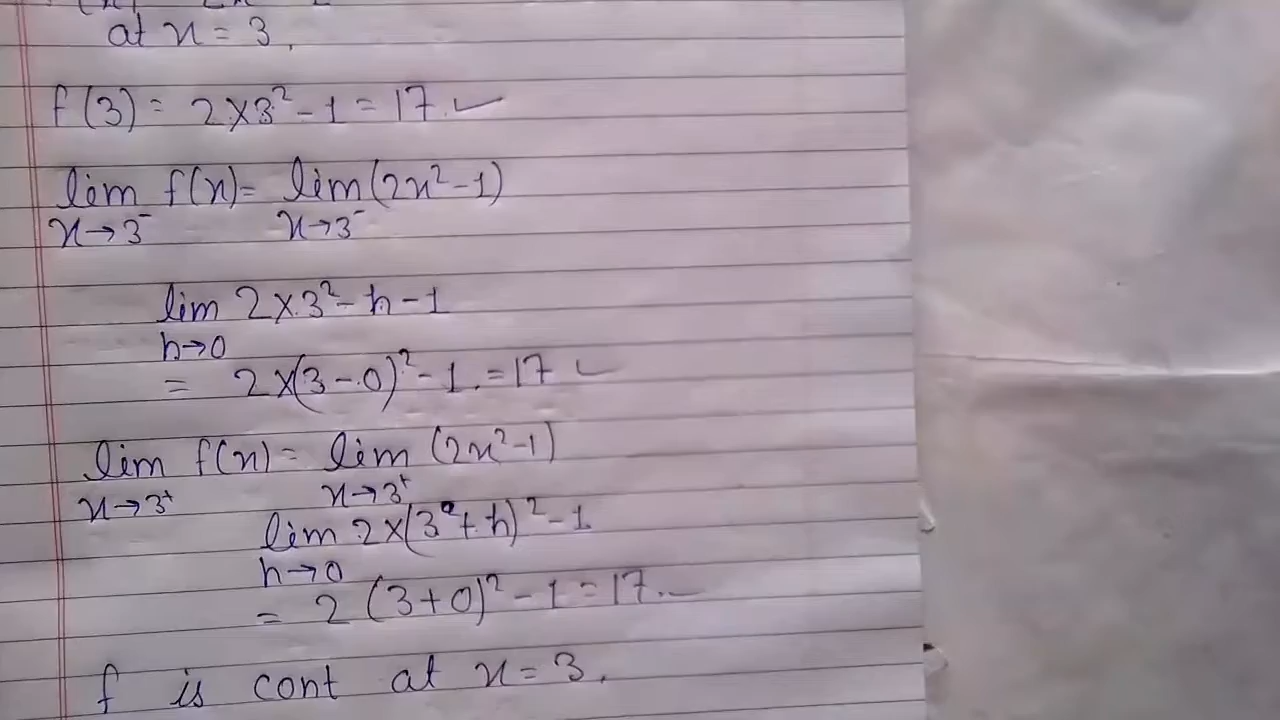 at x = 3.
f(3) = 2×3² - 1 = 17.
lim f(x) = lim (2x² - 1)
x→3⁻ x→3⁻
lim 2×3² - h - 1
h→0
= 2×(3 - 0)² - 1 = 17
lim f(x) = lim (2x² - 1)
x→3⁺ x→3⁺
lim 2×(3 + h)² - 1
h→0
= 2 (3+0)² - 1 = 17.
f is cont at x = 3.